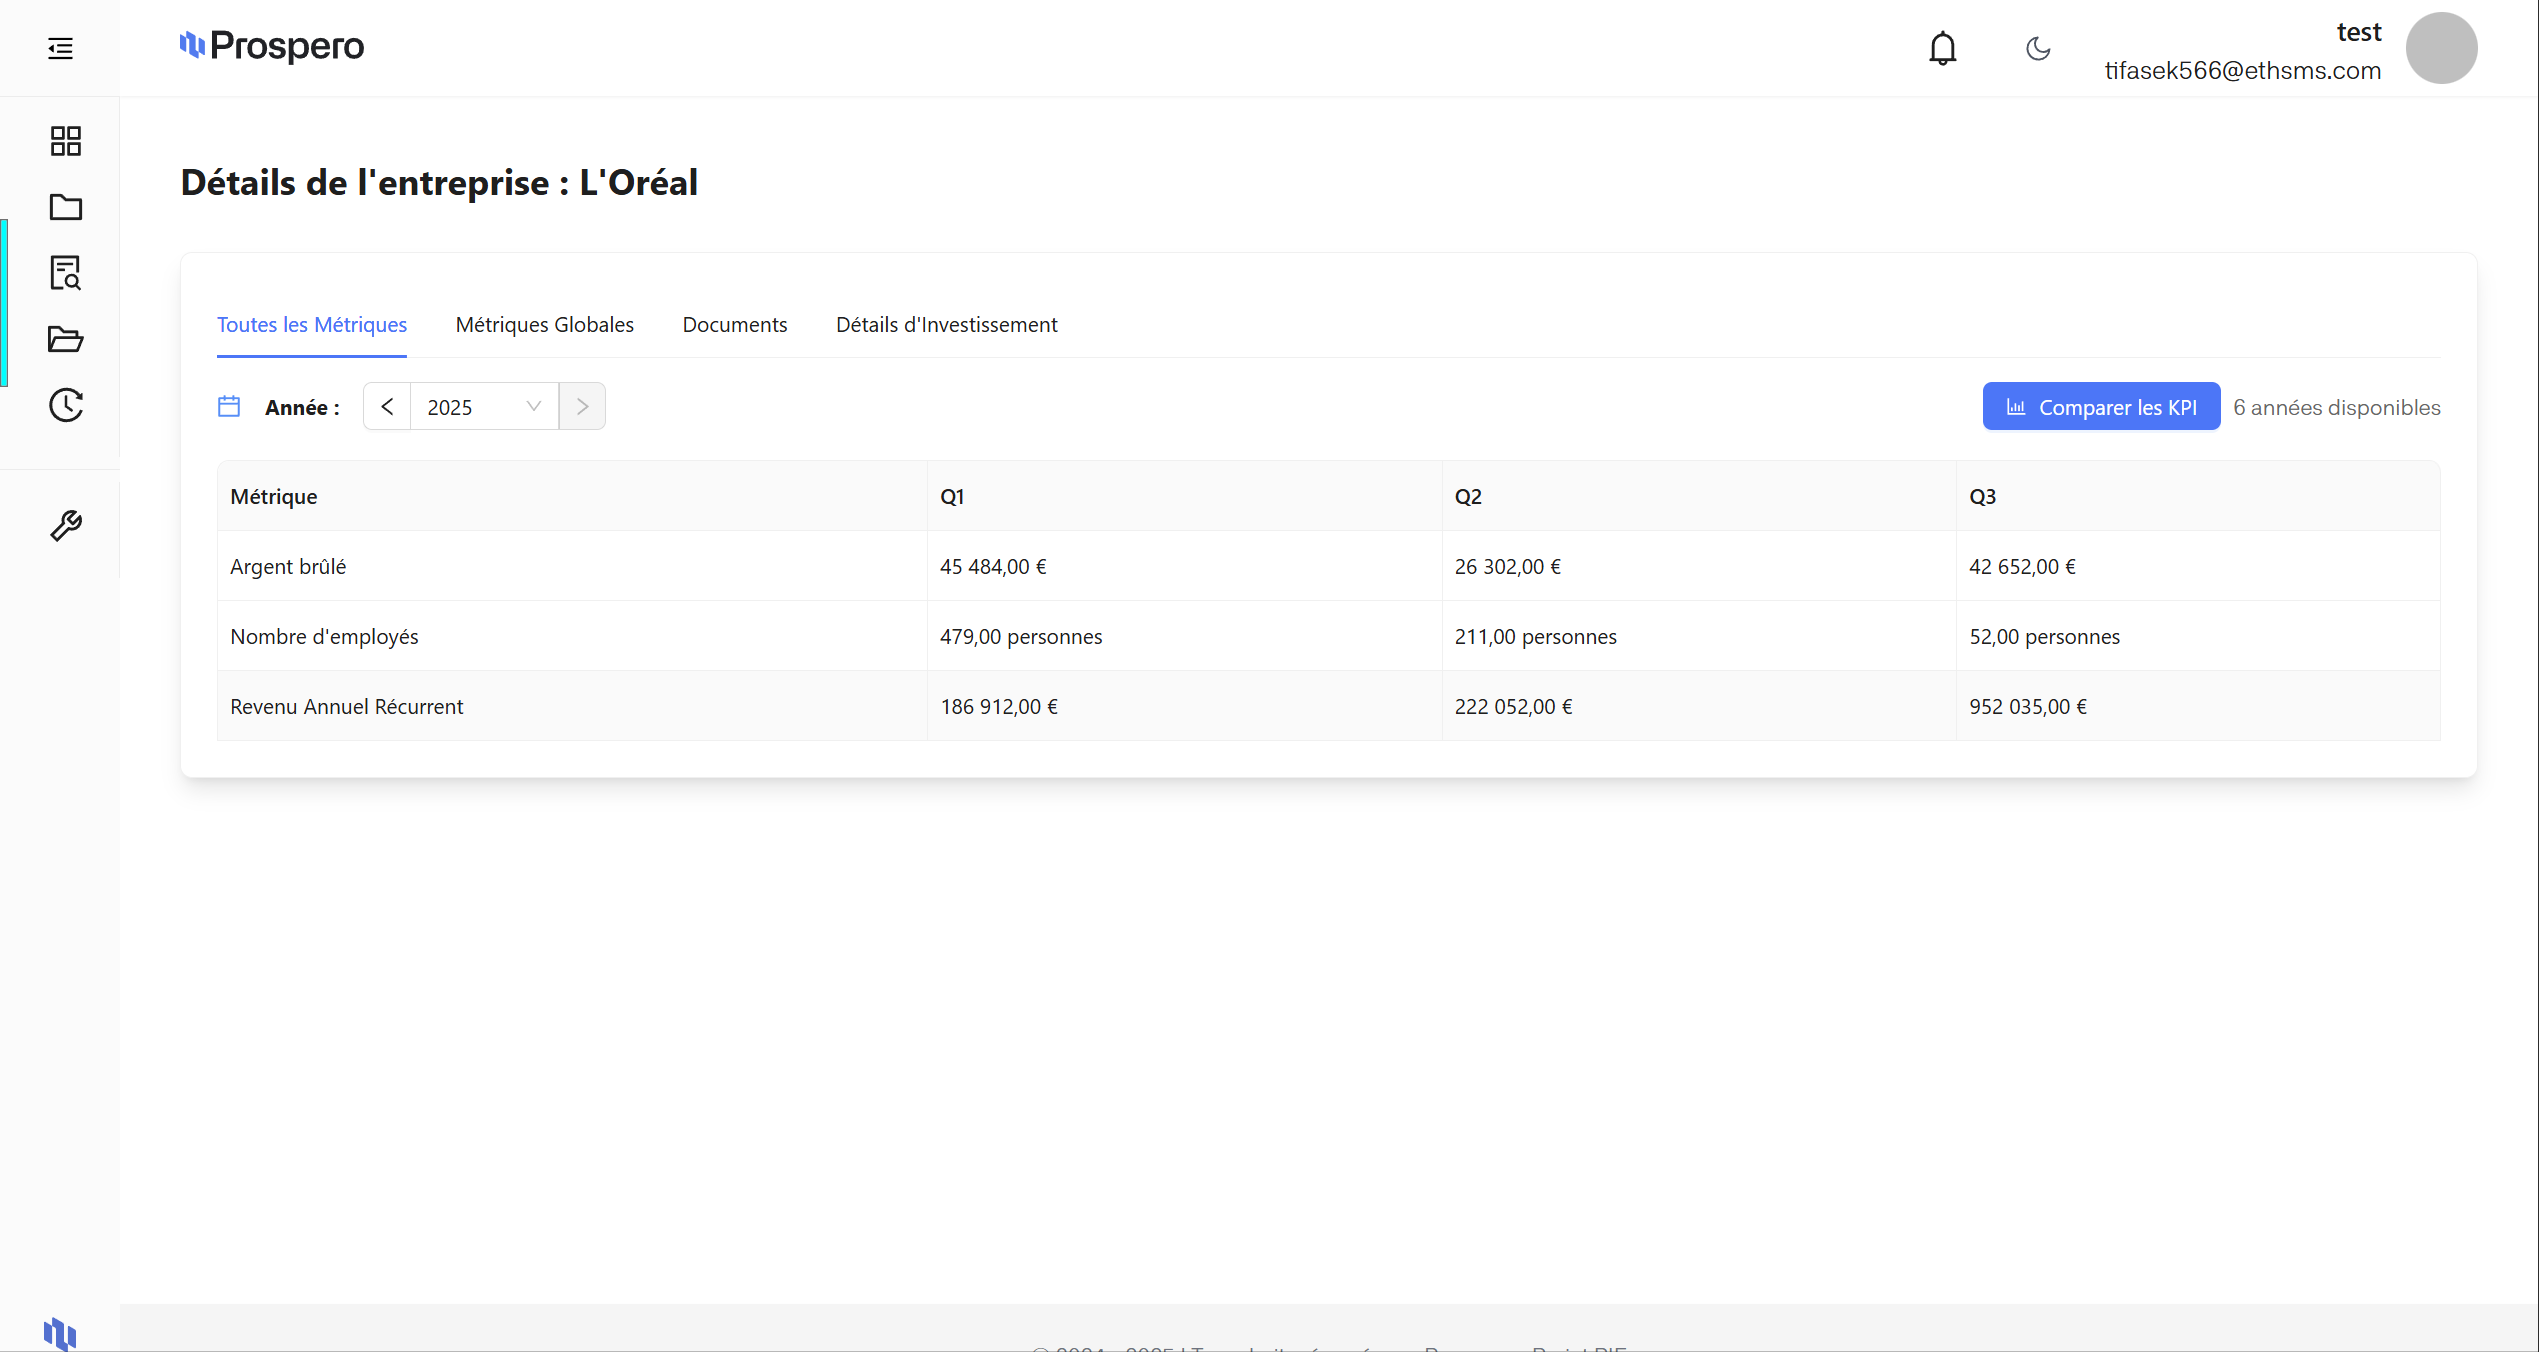 Prospero
test
tifasek566@ethsms.com
Détails de l'entreprise : L'Oréal
Toutes les Métriques Métriques Globales Documents Détails d'Investissement
Année : 2025 Comparer les KPI 6 années disponibles
Métrique Q1 Q2 Q3
Argent brûlé 45 484,00 € 26 302,00 € 42 652,00 €
Nombre d'employés 479,00 personnes 211,00 personnes 52,00 personnes
Revenu Annuel Récurrent 186 912,00 € 222 052,00 € 952 035,00 €